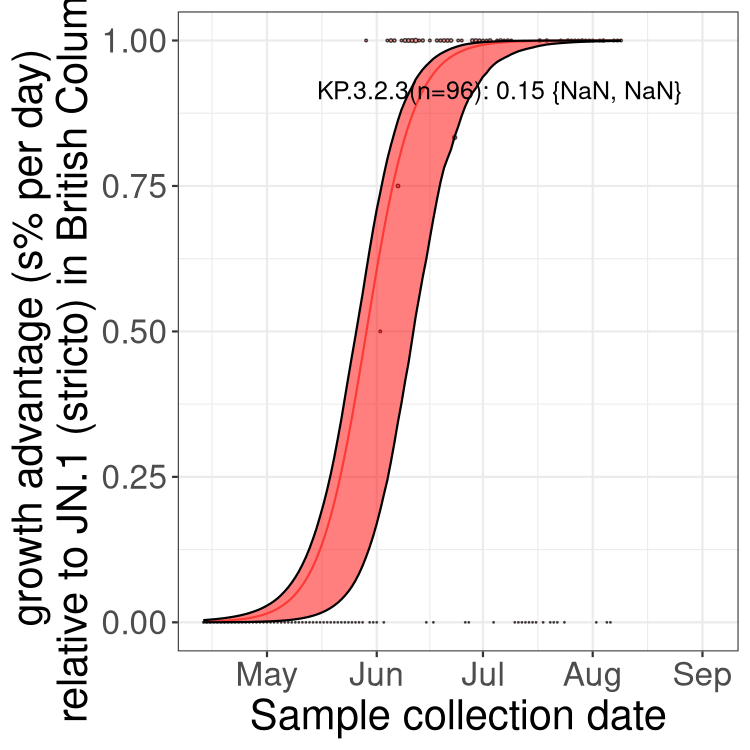 growth advantage (s% per day)
relative to JN.1 (stricto) in British Colum
1.00
0.75
0.50
0.25
0.00
KP.3.2.3(n=96): 0.15 {NaN, NaN}
May Jun Jul Aug Sep
Sample collection date